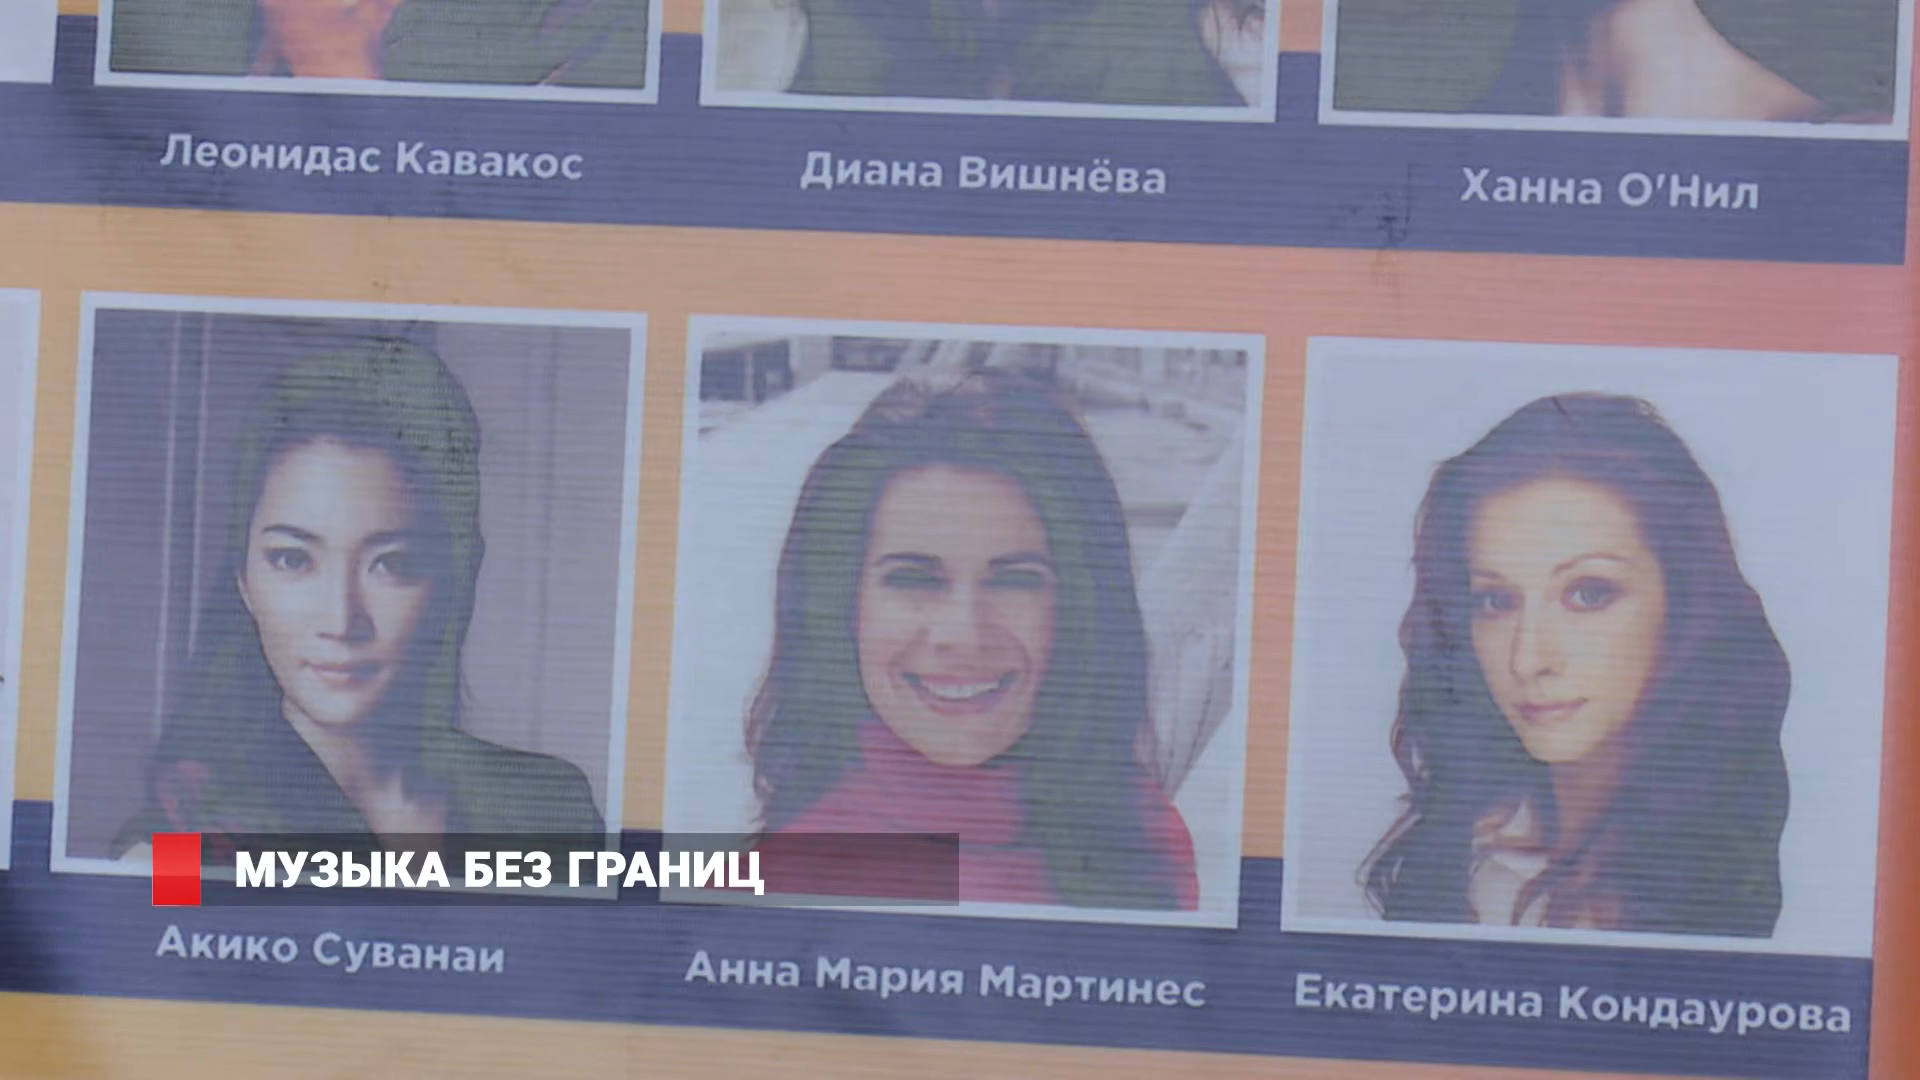 Леонидас Кавакос
Диана Вишнёва
Ханна О'Нил
МУЗЫКА БЕЗ ГРАНИЦ
Акико Суванаи
Анна Мария Мартинес
Екатерина Кондаурова